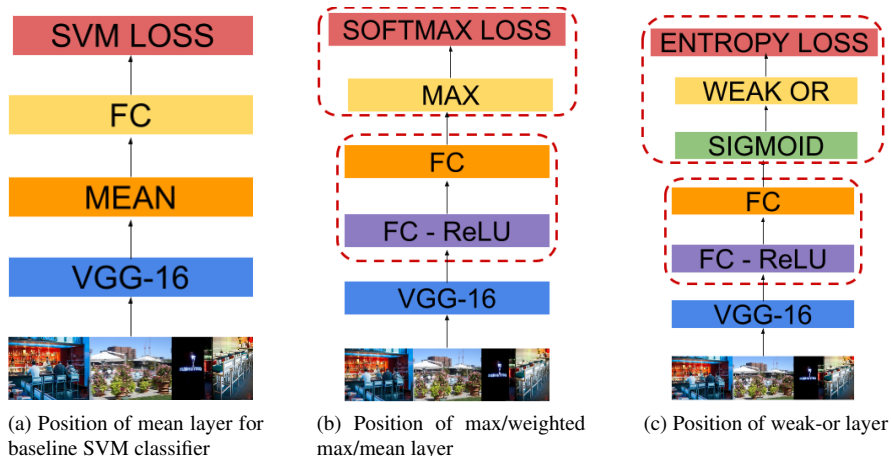 SVM LOSS
FC
MEAN
VGG-16
(a) Position of mean layer for
baseline SVM classifier
SOFTMAX LOSS
MAX
FC
FC - ReLU
VGG-16
(b) Position of max/weighted
max/mean layer
ENTROPY LOSS
WEAK OR
SIGMOID
FC
FC - ReLU
VGG-16
(c) Position of weak-or layer